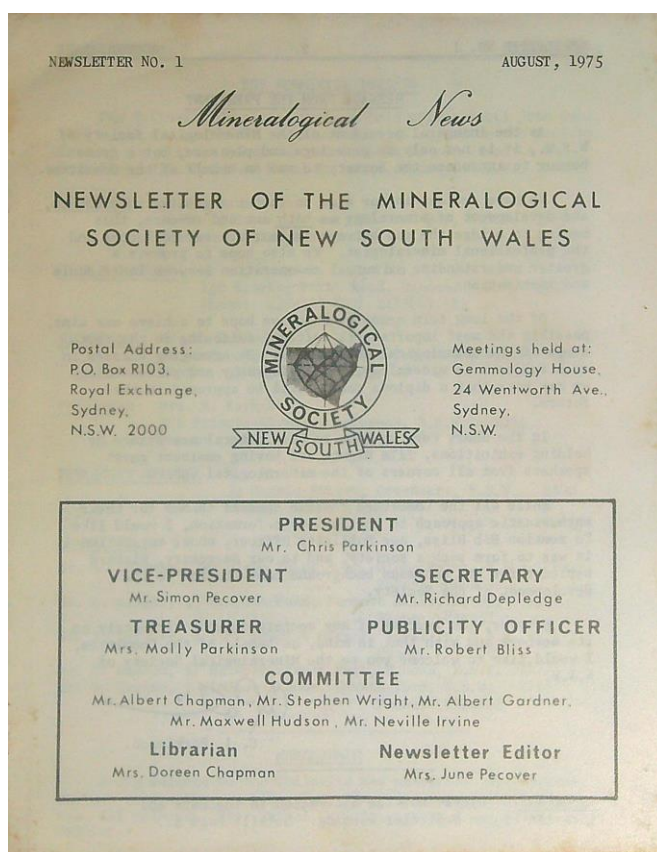 NEWSLETTER NO. 1
AUGUST, 1975
Mineralogical News
NEWSLETTER OF THE MINERALOGICAL
SOCIETY OF NEW SOUTH WALES
Postal Address:
P.O. Box R103,
Royal Exchange,
Sydney,
N.S.W. 2000
MINERALOGICAL
SOCIETY
NEW SOUTH WALES
Meetings held at:
Gemmology House,
24 Wentworth Ave.,
Sydney,
N.S.W.
PRESIDENT
Mr. Chris Parkinson
VICE-PRESIDENT
Mr. Simon Pecover
SECRETARY
Mr. Richard Depledge
TREASURER
Mrs. Molly Parkinson
PUBLICITY OFFICER
Mr. Robert Bliss
COMMITTEE
Mr. Albert Chapman, Mr. Stephen Wright, Mr. Albert Gardner,
Mr. Maxwell Hudson, Mr. Neville Irvine
Librarian
Mrs. Doreen Chapman
Newsletter Editor
Mrs. June Pecover